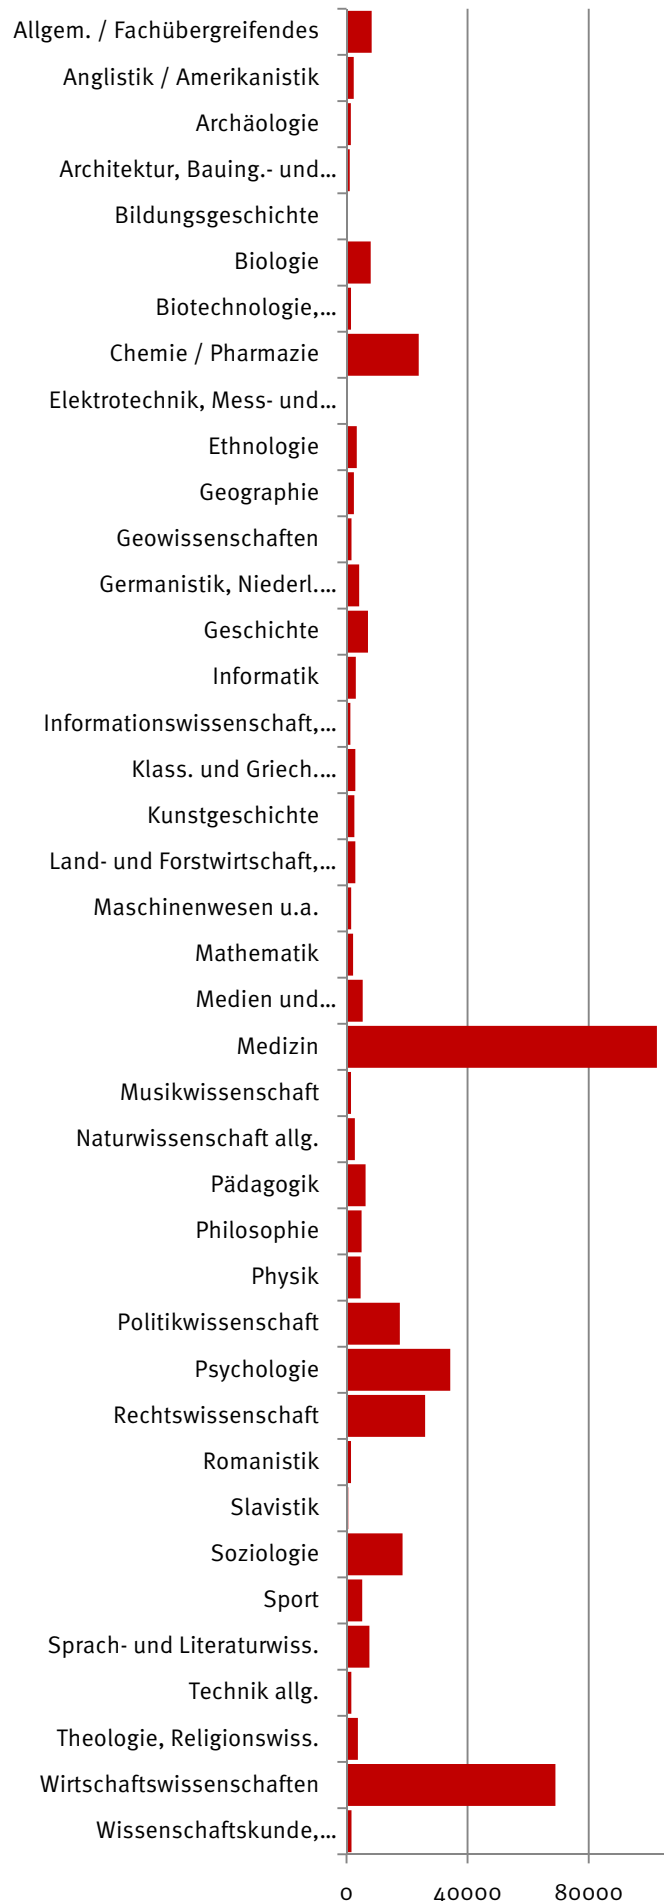 Allgem. / Fachübergreifendes
Anglistik / Amerikanistik
Archäologie
Architektur, Bauing.- und...
Bildungsgeschichte
Biologie
Biotechnologie,...
Chemie / Pharmazie
Elektrotechnik, Mess- und...
Ethnologie
Geographie
Geowissenschaften
Germanistik, Niederl....
Geschichte
Informatik
Informationswissenschaft,...
Klass. und Griech....
Kunstgeschichte
Land- und Forstwirtschaft,...
Maschinenwesen u.a.
Mathematik
Medien und...
Medizin
Musikwissenschaft
Naturwissenschaft allg.
Pädagogik
Philosophie
Physik
Politikwissenschaft
Psychologie
Rechtswissenschaft
Romanistik
Slavistik
Soziologie
Sport
Sprach- und Literaturwiss.
Technik allg.
Theologie, Religionswiss.
Wirtschaftswissenschaften
Wissenschaftskunde,...
0 40000 80000